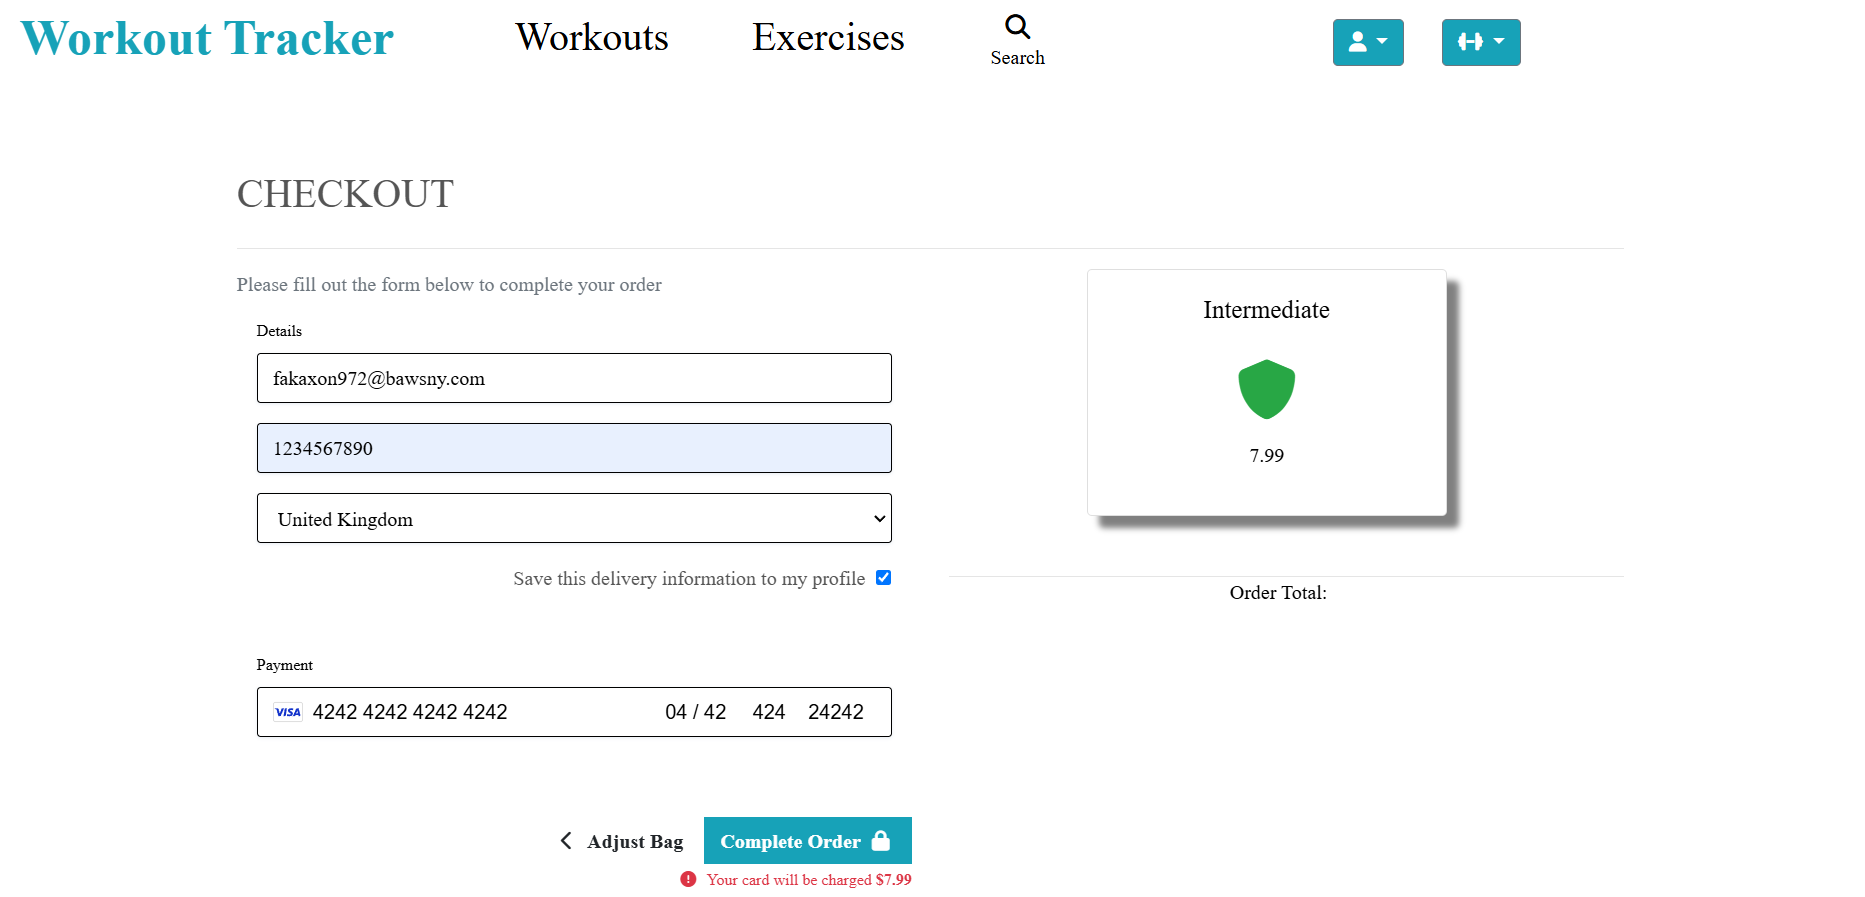 Workout Tracker
Workouts
Exercises
Search
CHECKOUT
Please fill out the form below to complete your order
Details
fakaxon972@bawsny.com
1234567890
United Kingdom
Save this delivery information to my profile
Payment
VISA 4242 4242 4242 4242 04 / 42 424 24242
Adjust Bag
Complete Order
Your card will be charged $7.99
Intermediate
7.99
Order Total: